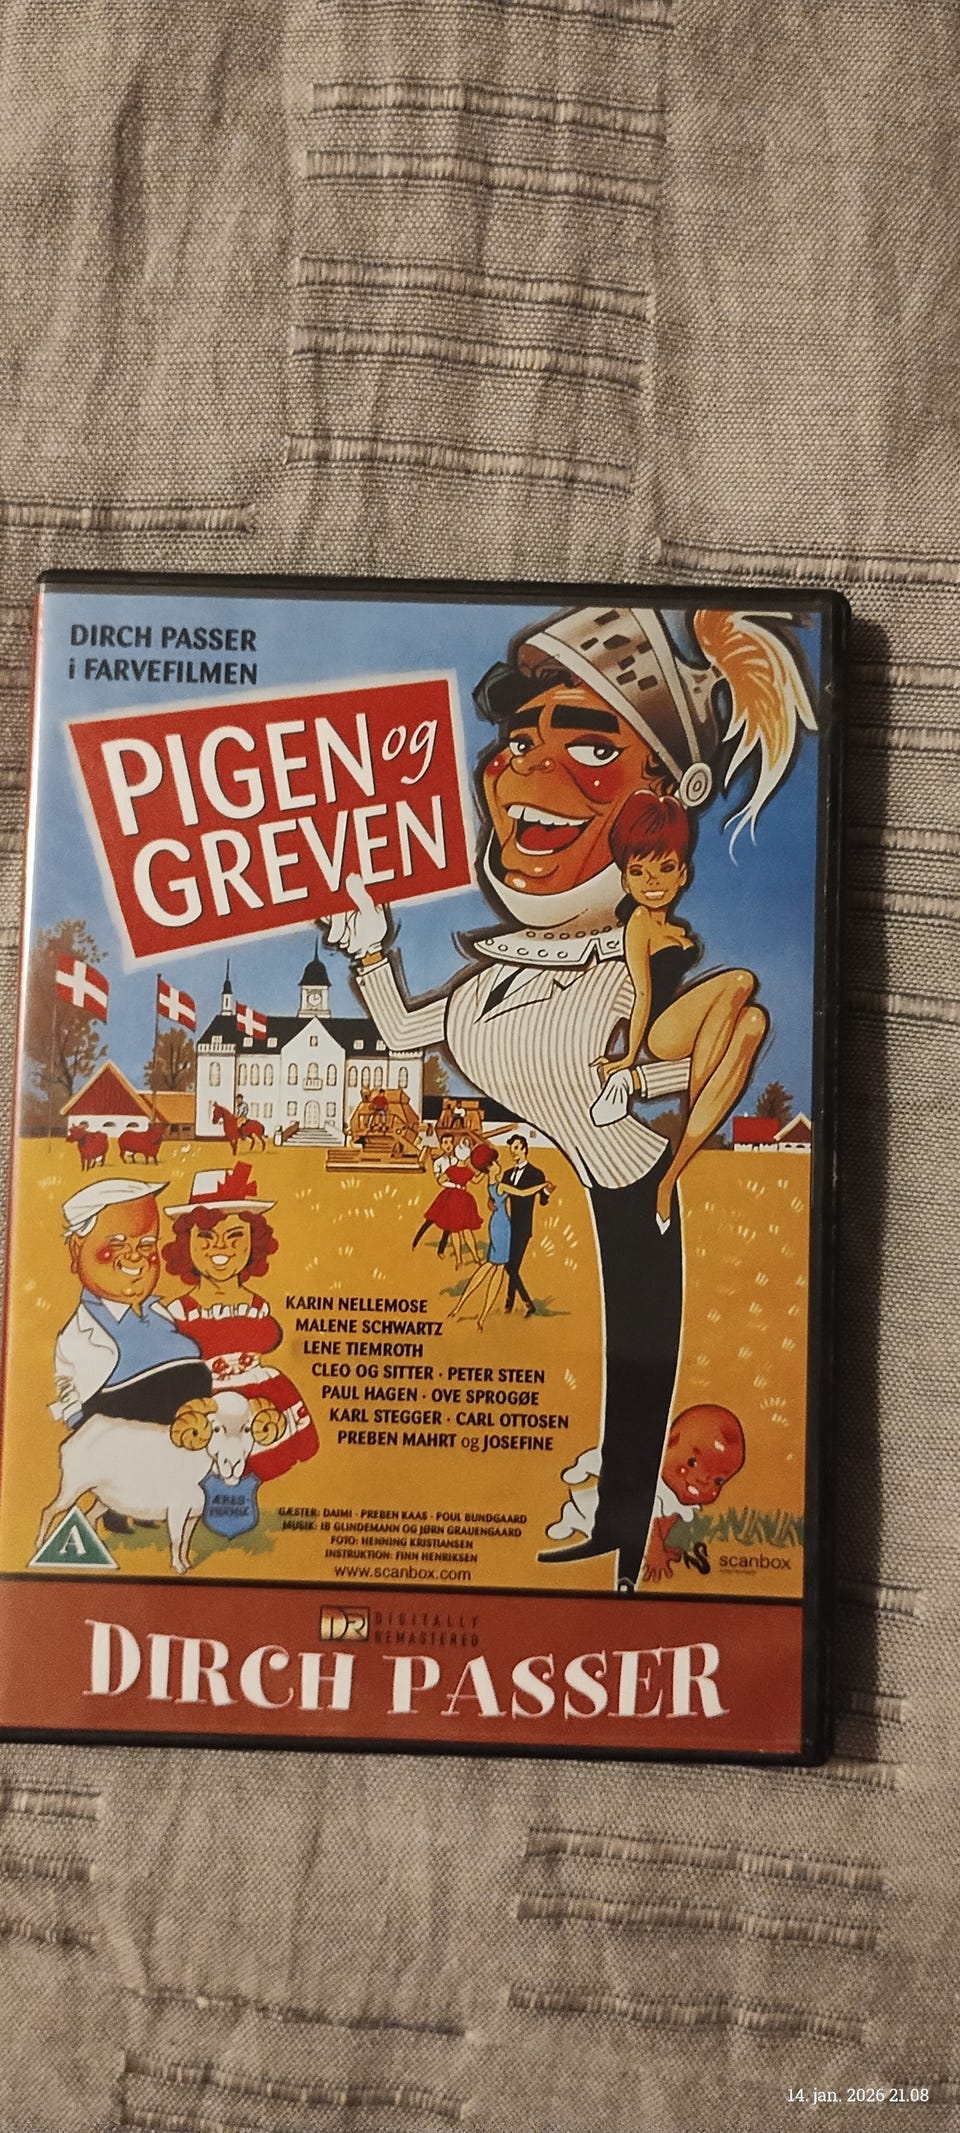 DIRCH PASSER
i FARVEFILMEN
PIGEN og
GREVEN
KARIN NELLEMOSE
MALENE SCHWARTZ
LENE TIEMROTH
CLEO OG SITTER · PETER STEEN
PAUL HAGEN · OVE SPROGØE
KARL STEGGER · CARL OTTOSEN
PREBEN MAHRT og JOSEFINE
ÆRES-
GÆSTER: DAIMI · PREBEN KAAS · POUL BUNDGAARD
MUSIK: IB GLINDEMANN OG JØRN GRAUENGAARD
FOTO: HENNING KRISTIANSEN
INSTRUKTION: FINN HENRIKSEN
www.scanbox.com
A
scanbox
DR DIGITALLY
REMASTERED
DIRCH PASSER
14. jan. 2026 21.08